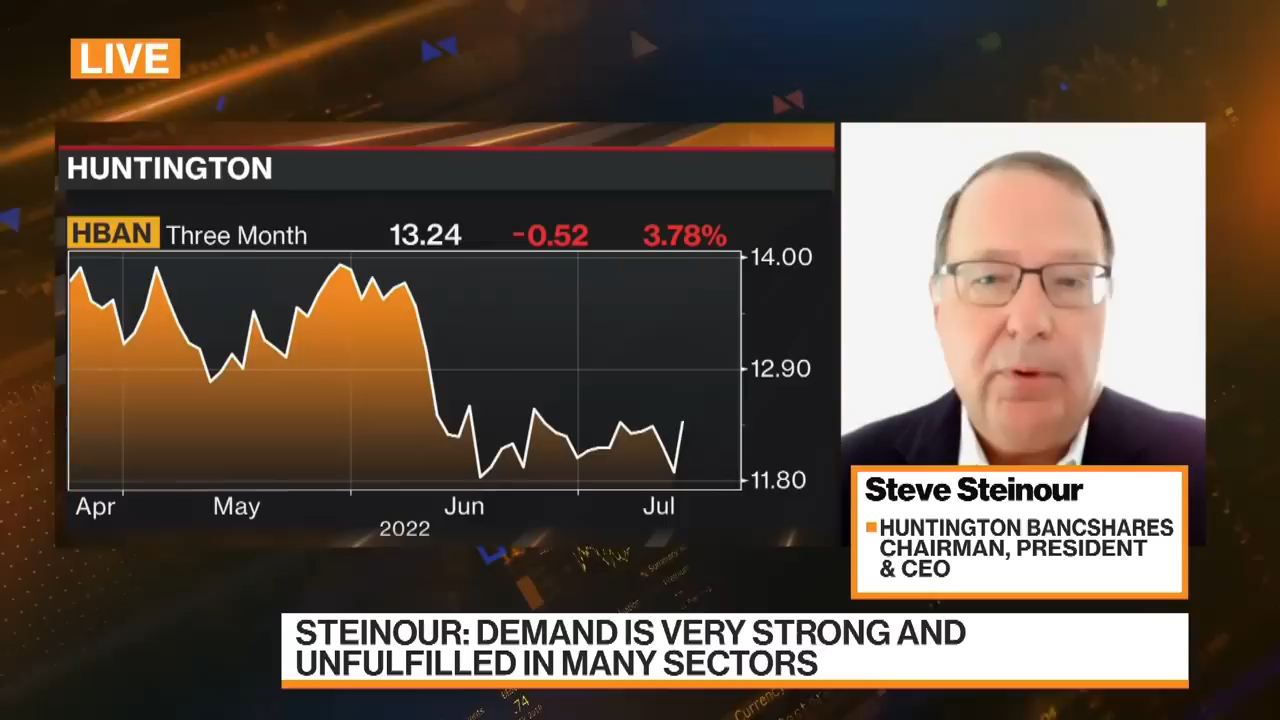 LIVE
HUNTINGTON
HBAN Three Month 13.24 -0.52 3.78%
14.00
12.90
11.80
Apr May Jun Jul
2022
Steve Steinour
HUNTINGTON BANCSHARES
CHAIRMAN, PRESIDENT
& CEO
STEINOUR: DEMAND IS VERY STRONG AND
UNFULFILLED IN MANY SECTORS
74
Currency